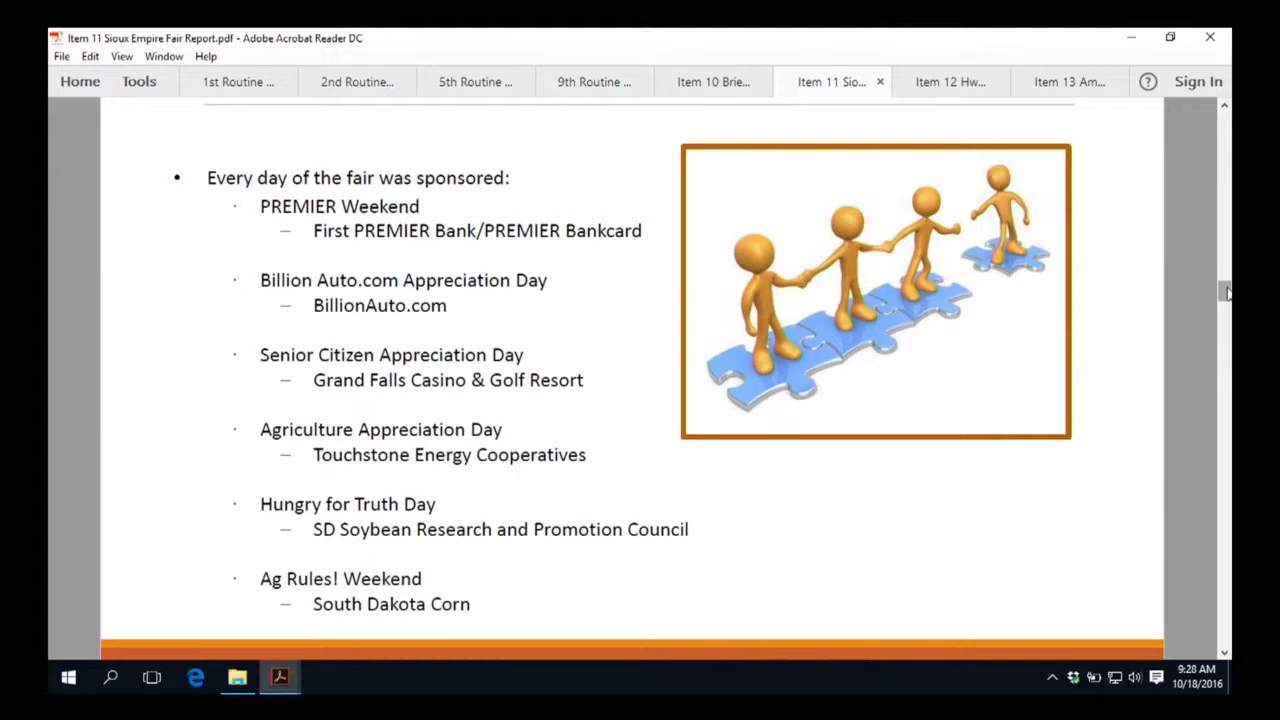 Item 11 Sioux Empire Fair Report.pdf - Adobe Acrobat Reader DC
File Edit View Window Help
Home Tools 1st Routine ... 2nd Routine... 5th Routine ... 9th Routine ... Item 10 Brie... Item 11 Sio... × Item 12 Hw... Item 13 Am... ? Sign In
• Every day of the fair was sponsored:
· PREMIER Weekend
– First PREMIER Bank/PREMIER Bankcard
· Billion Auto.com Appreciation Day
– BillionAuto.com
· Senior Citizen Appreciation Day
– Grand Falls Casino & Golf Resort
· Agriculture Appreciation Day
– Touchstone Energy Cooperatives
· Hungry for Truth Day
– SD Soybean Research and Promotion Council
· Ag Rules! Weekend
– South Dakota Corn
9:28 AM
10/18/2016